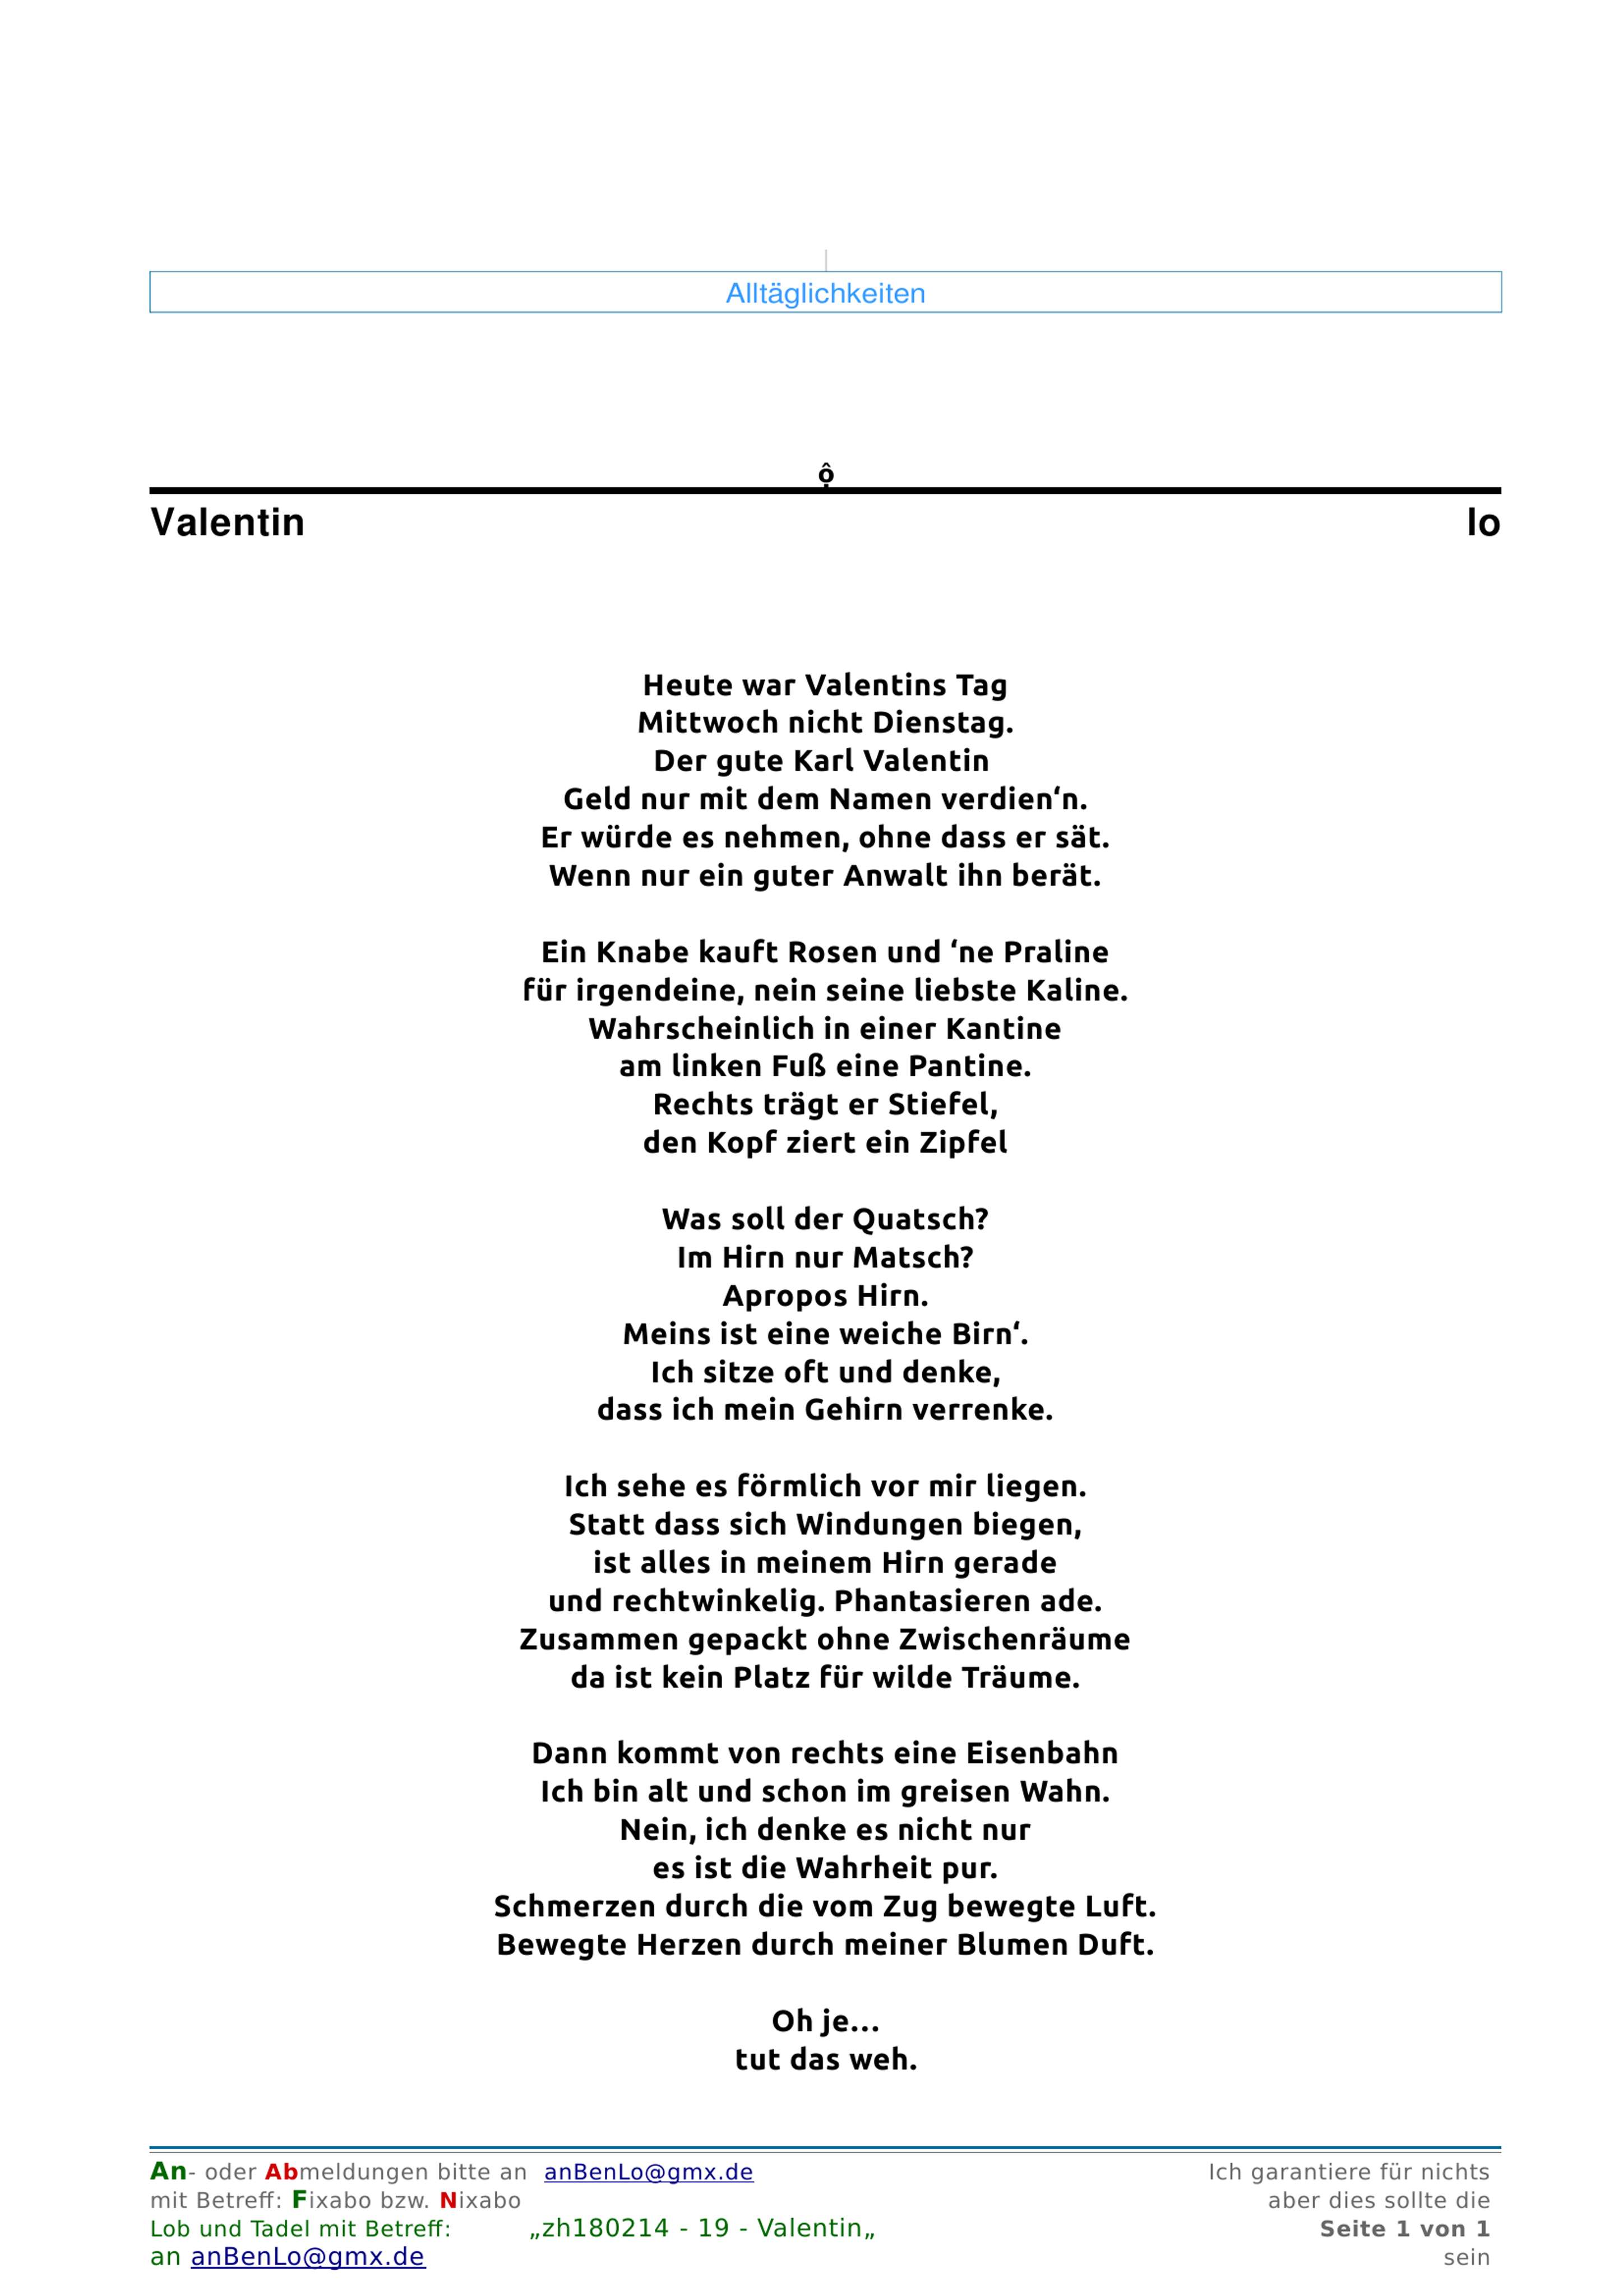 Alltäglichkeiten
ộ
Valentin lo
Heute war Valentins Tag
Mittwoch nicht Dienstag.
Der gute Karl Valentin
Geld nur mit dem Namen verdien‘n.
Er würde es nehmen, ohne dass er sät.
Wenn nur ein guter Anwalt ihn berät.
Ein Knabe kauft Rosen und ‘ne Praline
für irgendeine, nein seine liebste Kaline.
Wahrscheinlich in einer Kantine
am linken Fuß eine Pantine.
Rechts trägt er Stiefel,
den Kopf ziert ein Zipfel
Was soll der Quatsch?
Im Hirn nur Matsch?
Apropos Hirn.
Meins ist eine weiche Birn‘.
Ich sitze oft und denke,
dass ich mein Gehirn verrenke.
Ich sehe es förmlich vor mir liegen.
Statt dass sich Windungen biegen,
ist alles in meinem Hirn gerade
und rechtwinkelig. Phantasieren ade.
Zusammen gepackt ohne Zwischenräume
da ist kein Platz für wilde Träume.
Dann kommt von rechts eine Eisenbahn
Ich bin alt und schon im greisen Wahn.
Nein, ich denke es nicht nur
es ist die Wahrheit pur.
Schmerzen durch die vom Zug bewegte Luft.
Bewegte Herzen durch meiner Blumen Duft.
Oh je...
tut das weh.
An- oder Abmeldungen bitte an anBenLo@gmx.de
mit Betreff: Fixabo bzw. Nixabo
Lob und Tadel mit Betreff: „zh180214 - 19 - Valentin„
an anBenLo@gmx.de
Ich garantiere für nichts
aber dies sollte die
Seite 1 von 1
sein